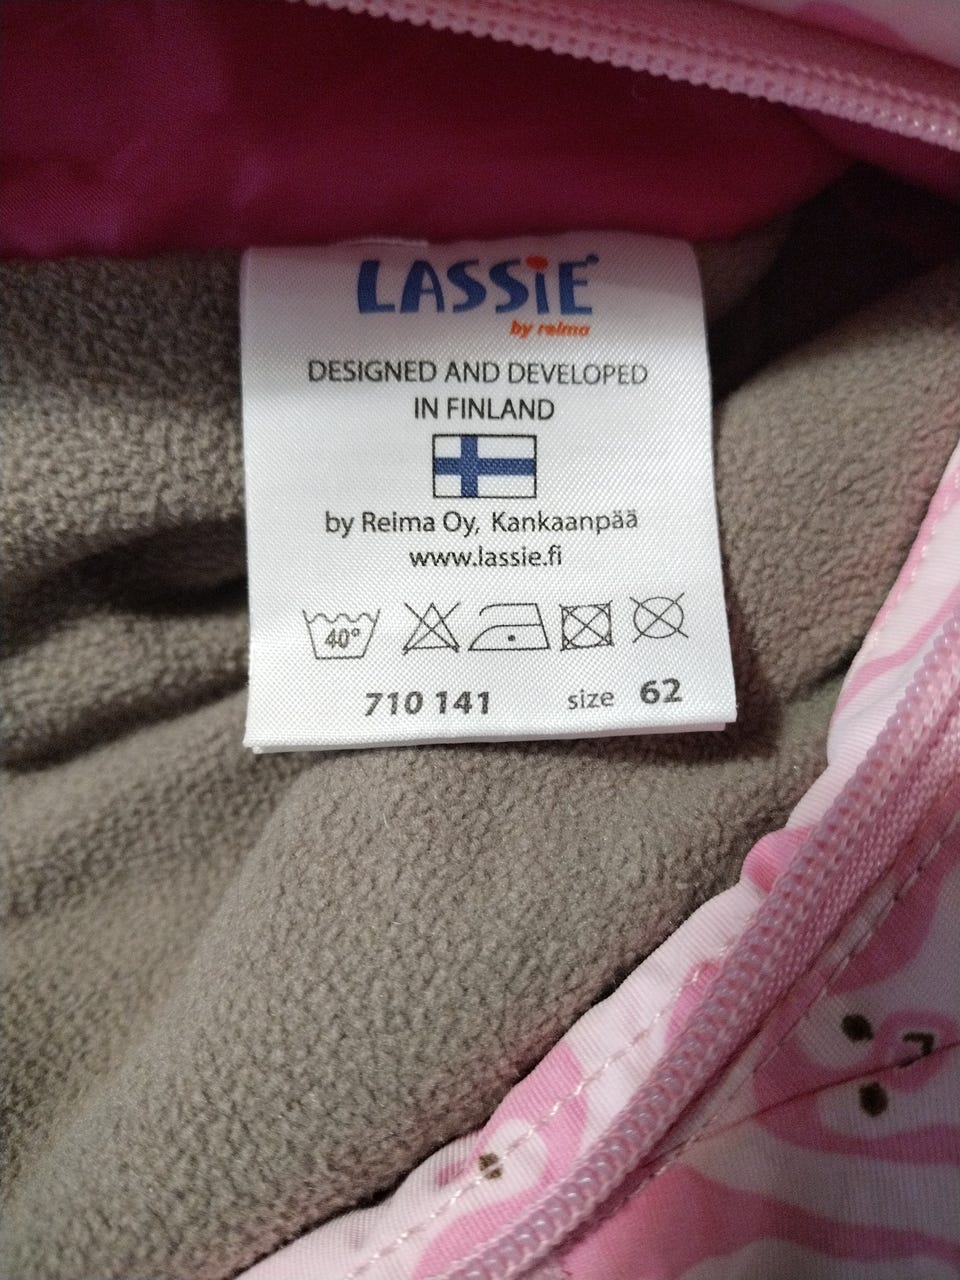 LASSiE
by reima
DESIGNED AND DEVELOPED
IN FINLAND
by Reima Oy, Kankaanpää
www.lassie.fi
40°
710 141 size 62